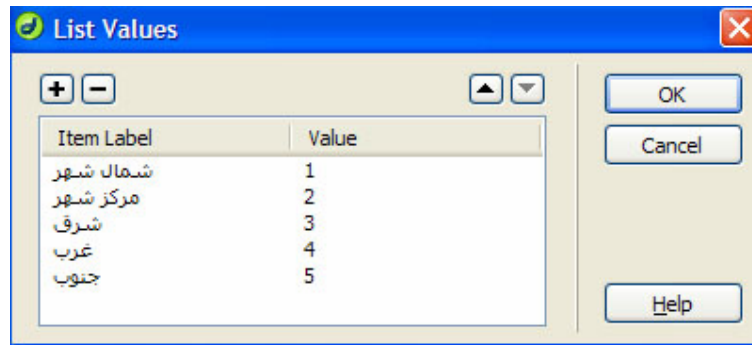 List Values
OK
Cancel
Item Label Value
شمال شهر 1
مرکز شهر 2
شرق 3
غرب 4
جنوب 5
Help